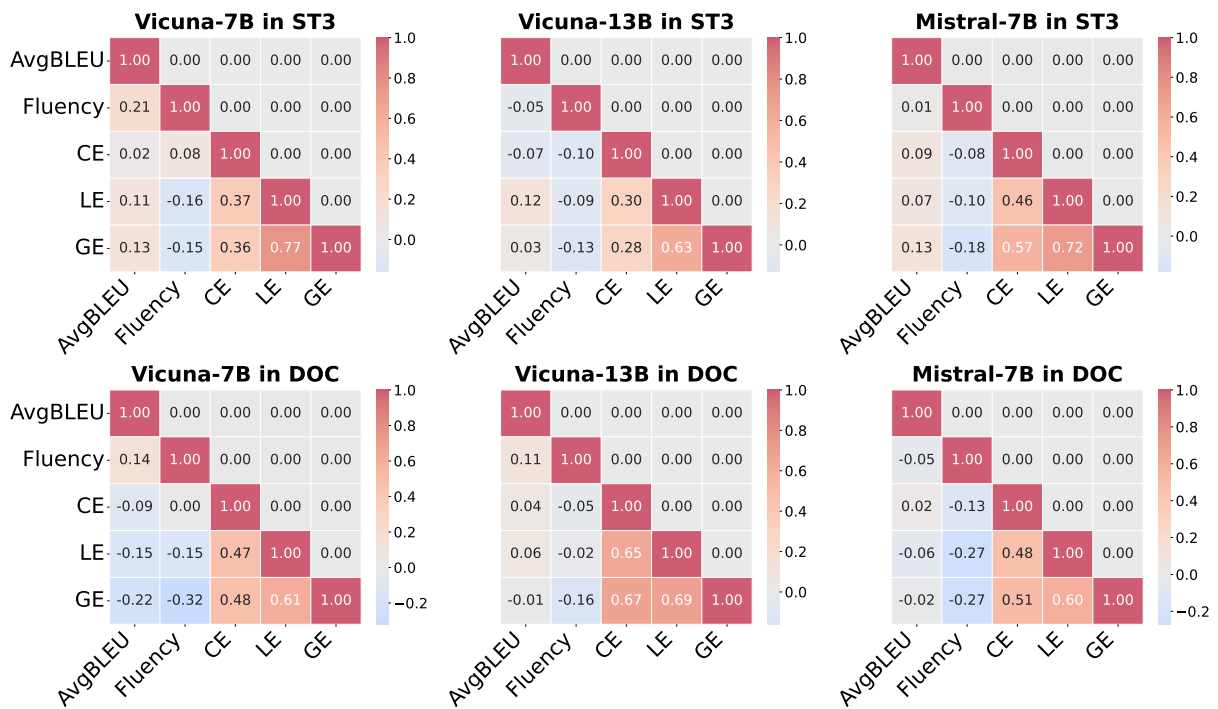 Vicuna-7B in ST3 Vicuna-13B in ST3 Mistral-7B in ST3
AvgBLEU 1.00 0.00 0.00 0.00 0.00 1.00 0.00 0.00 0.00 0.00 1.00 0.00 0.00 0.00 0.00
Fluency 0.21 1.00 0.00 0.00 0.00 -0.05 1.00 0.00 0.00 0.00 0.01 1.00 0.00 0.00 0.00
CE 0.02 0.08 1.00 0.00 0.00 -0.07 -0.10 1.00 0.00 0.00 0.09 -0.08 1.00 0.00 0.00
LE 0.11 -0.16 0.37 1.00 0.00 0.12 -0.09 0.30 1.00 0.00 0.07 -0.10 0.46 1.00 0.00
GE 0.13 -0.15 0.36 0.77 1.00 0.03 -0.13 0.28 0.63 1.00 0.13 -0.18 0.57 0.72 1.00
AvgBLEU Fluency CE LE GE AvgBLEU Fluency CE LE GE AvgBLEU Fluency CE LE GE
1.0 1.0 1.0
0.8 0.8 0.8
0.6 0.6 0.6
0.4 0.4 0.4
0.2 0.2 0.2
0.0 0.0 0.0
Vicuna-7B in DOC Vicuna-13B in DOC Mistral-7B in DOC
AvgBLEU 1.00 0.00 0.00 0.00 0.00 1.00 0.00 0.00 0.00 0.00 1.00 0.00 0.00 0.00 0.00
Fluency 0.14 1.00 0.00 0.00 0.00 0.11 1.00 0.00 0.00 0.00 -0.05 1.00 0.00 0.00 0.00
CE -0.09 0.00 1.00 0.00 0.00 0.04 -0.05 1.00 0.00 0.00 0.02 -0.13 1.00 0.00 0.00
LE -0.15 -0.15 0.47 1.00 0.00 0.06 -0.02 0.65 1.00 0.00 -0.06 -0.27 0.48 1.00 0.00
GE -0.22 -0.32 0.48 0.61 1.00 -0.01 -0.16 0.67 0.69 1.00 -0.02 -0.27 0.51 0.60 1.00
AvgBLEU Fluency CE LE GE AvgBLEU Fluency CE LE GE AvgBLEU Fluency CE LE GE
1.0 1.0 1.0
0.8 0.8 0.8
0.6 0.6 0.6
0.4 0.4 0.4
0.2 0.2 0.2
0.0 0.0 0.0
−0.2 −0.2